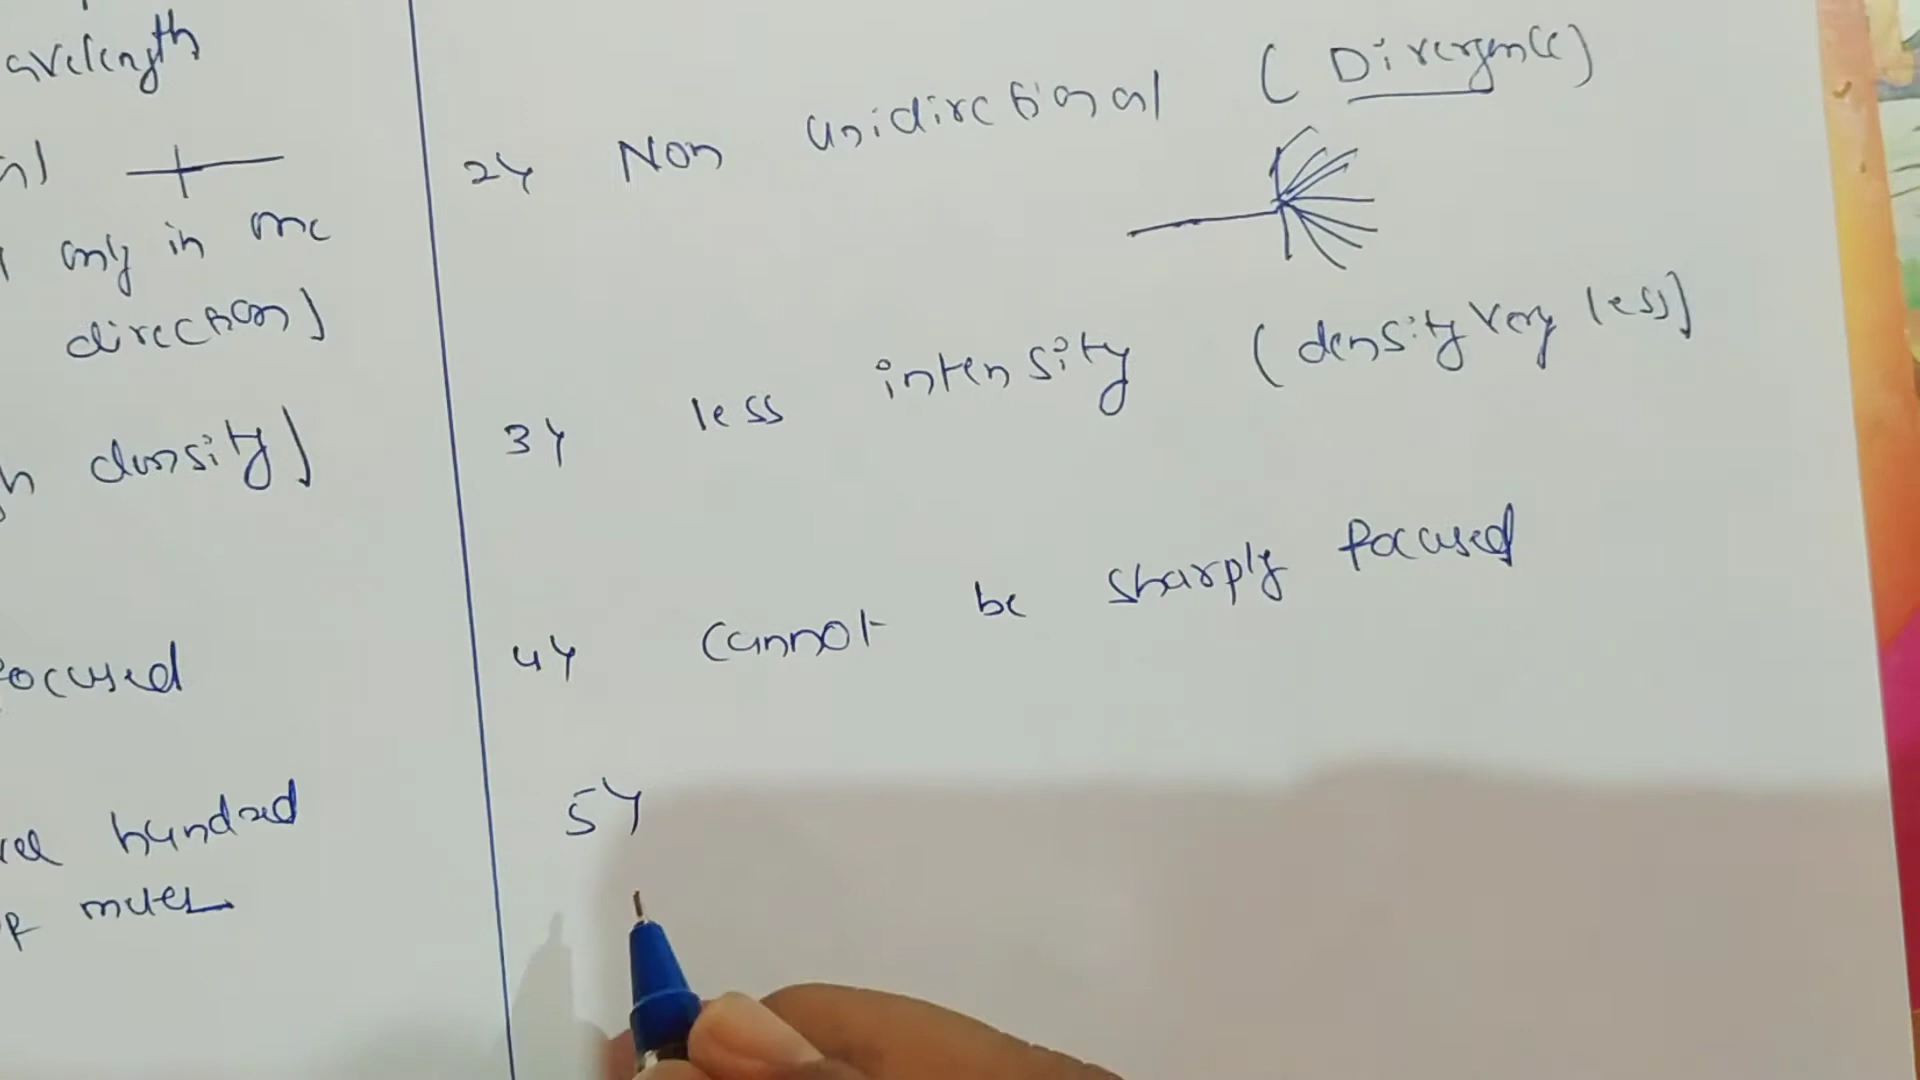 avelength
only in one
direction)
density)
ocused
hundred
meter
2) Non unidirectional (Divergence)
3) less intensity (density very less)
4) cannot be sharply focused
5)